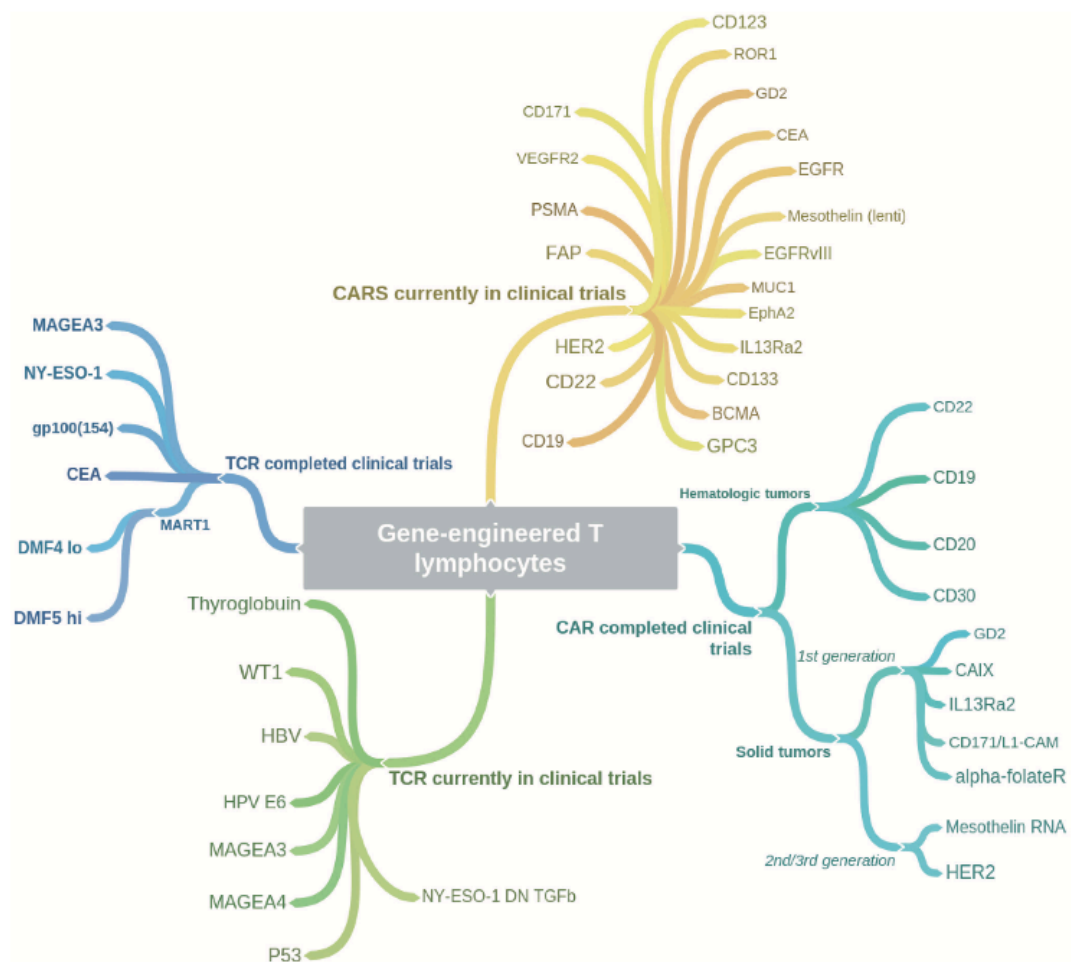 CD123
ROR1
GD2
CD171
CEA
VEGFR2
EGFR
PSMA
Mesothelin (lenti)
FAP
EGFRvIII
CARS currently in clinical trials
MUC1
EphA2
HER2
IL13Ra2
CD22
CD133
BCMA
CD19
GPC3
MAGEA3
NY-ESO-1
gp100(154)
TCR completed clinical trials
CEA
MART1
DMF4 lo
DMF5 hi
Gene-engineered T
lymphocytes
CD22
Hematologic tumors
CD19
CD20
CD30
CAR completed clinical
trials
GD2
1st generation
CAIX
IL13Ra2
CD171/L1-CAM
Solid tumors
alpha-folateR
Mesothelin RNA
2nd/3rd generation
HER2
Thyroglobuin
WT1
HBV
TCR currently in clinical trials
HPV E6
MAGEA3
MAGEA4
NY-ESO-1 DN TGFb
P53